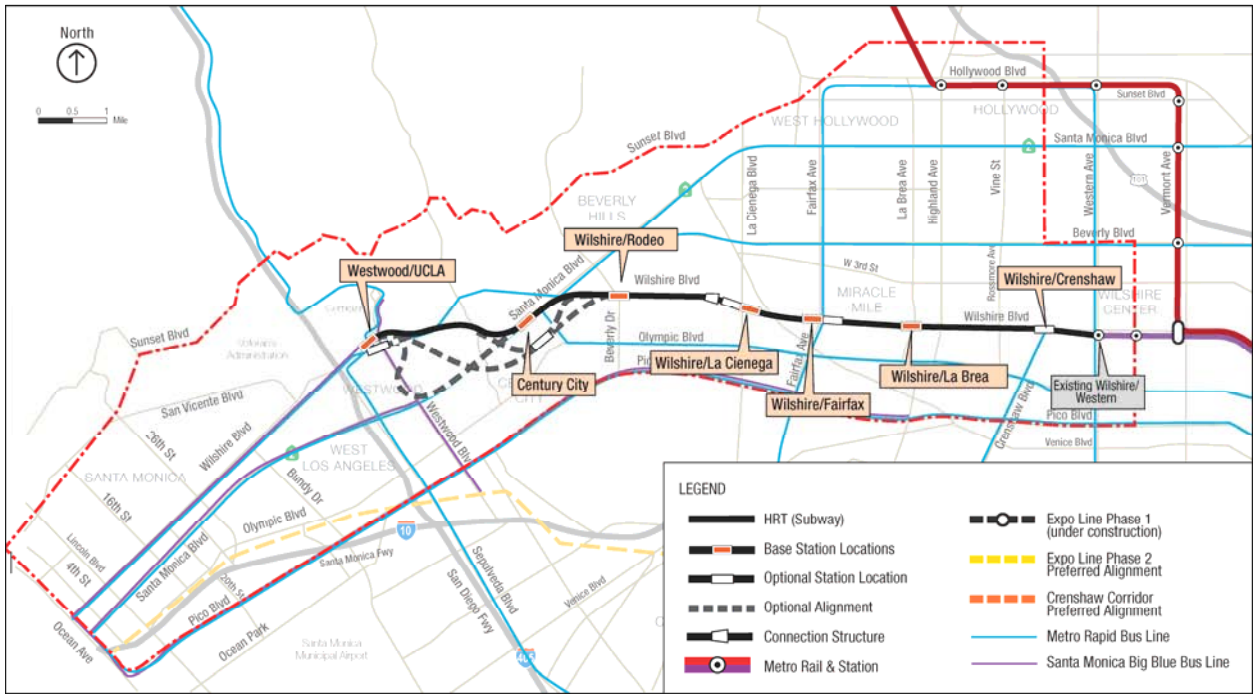 North
0 0.5 1
Mile
Hollywood Blvd
Sunset Blvd
HOLLYWOOD
WEST HOLLYWOOD
Santa Monica Blvd
Sunset Blvd
La Cienega Blvd
Fairfax Ave
La Brea Ave
Highland Ave
Vine St
Western Ave
Vermont Ave
101
BEVERLY
HILLS
Beverly Blvd
Wilshire/Rodeo
Westwood/UCLA
Santa Monica Blvd
Wilshire Blvd
W 3rd St
Rossmore Ave
Wilshire/Crenshaw
MIRACLE
MILE
WILSHIRE
CENTER
Wilshire Blvd
Sunset Blvd
Veterans
Administration
Beverly Dr
Olympic Blvd
Pico
Wilshire/La Cienega
Fairfax Ave
Wilshire/La Brea
Existing Wilshire/
Western
WESTWOOD
Century City
CITY
Wilshire/Fairfax
Crenshaw Blvd
Pico Blvd
Venice Blvd
San Vicente Blvd
26th St
Wilshire Blvd
Westwood Blvd
WEST
LOS ANGELES
SANTA MONICA
16th St
Bundy Dr
Olympic Blvd
10
Lincoln Blvd
4th St
Santa Monica Blvd
20th St
Santa Monica Fwy
Pico Blvd
Sepulveda Blvd
San Diego Fwy
Venice Blvd
Ocean Ave
Ocean Park
Santa Monica
Municipal Airport
405
LEGEND
HRT (Subway)
Base Station Locations
Optional Station Location
Optional Alignment
Connection Structure
Metro Rail & Station
Expo Line Phase 1
(under construction)
Expo Line Phase 2
Preferred Alignment
Crenshaw Corridor
Preferred Alignment
Metro Rapid Bus Line
Santa Monica Big Blue Bus Line